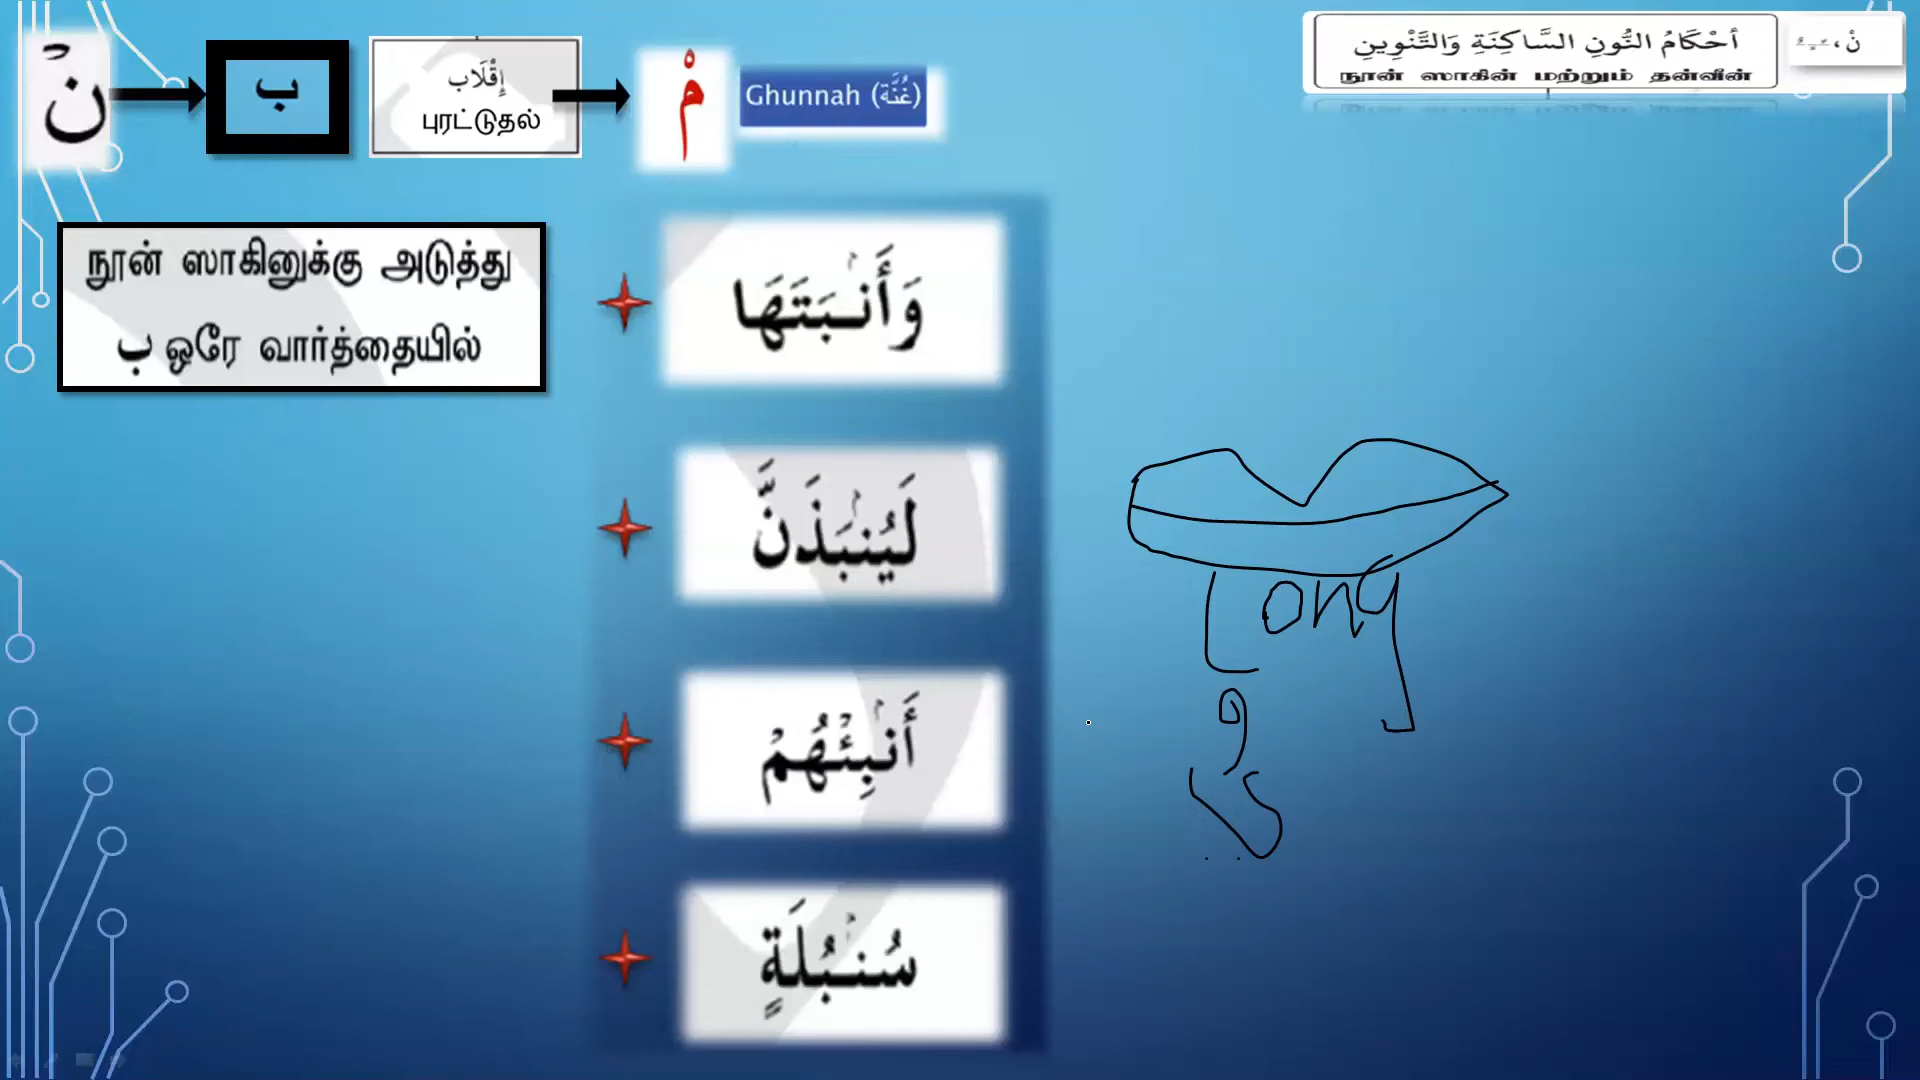 نْ
ب
إِقْلَاب
புரட்டுதல்
مْ
Ghunnah (غُنَّة)
أَحْكَامُ النُّونِ السَّاكِنَةِ وَالتَّنْوِينِ
நூன் ஸாகின் மற்றும் தன்வீன்
நூன் ஸாகினுக்கு அடுத்து
ب ஒரே வார்த்தையில்
وَأَنۢبَتَهَا
لَيُنۢبَذَنَّ
أَنۢبِئْهُمْ
سُنۢبُلَةٍ
Long
و